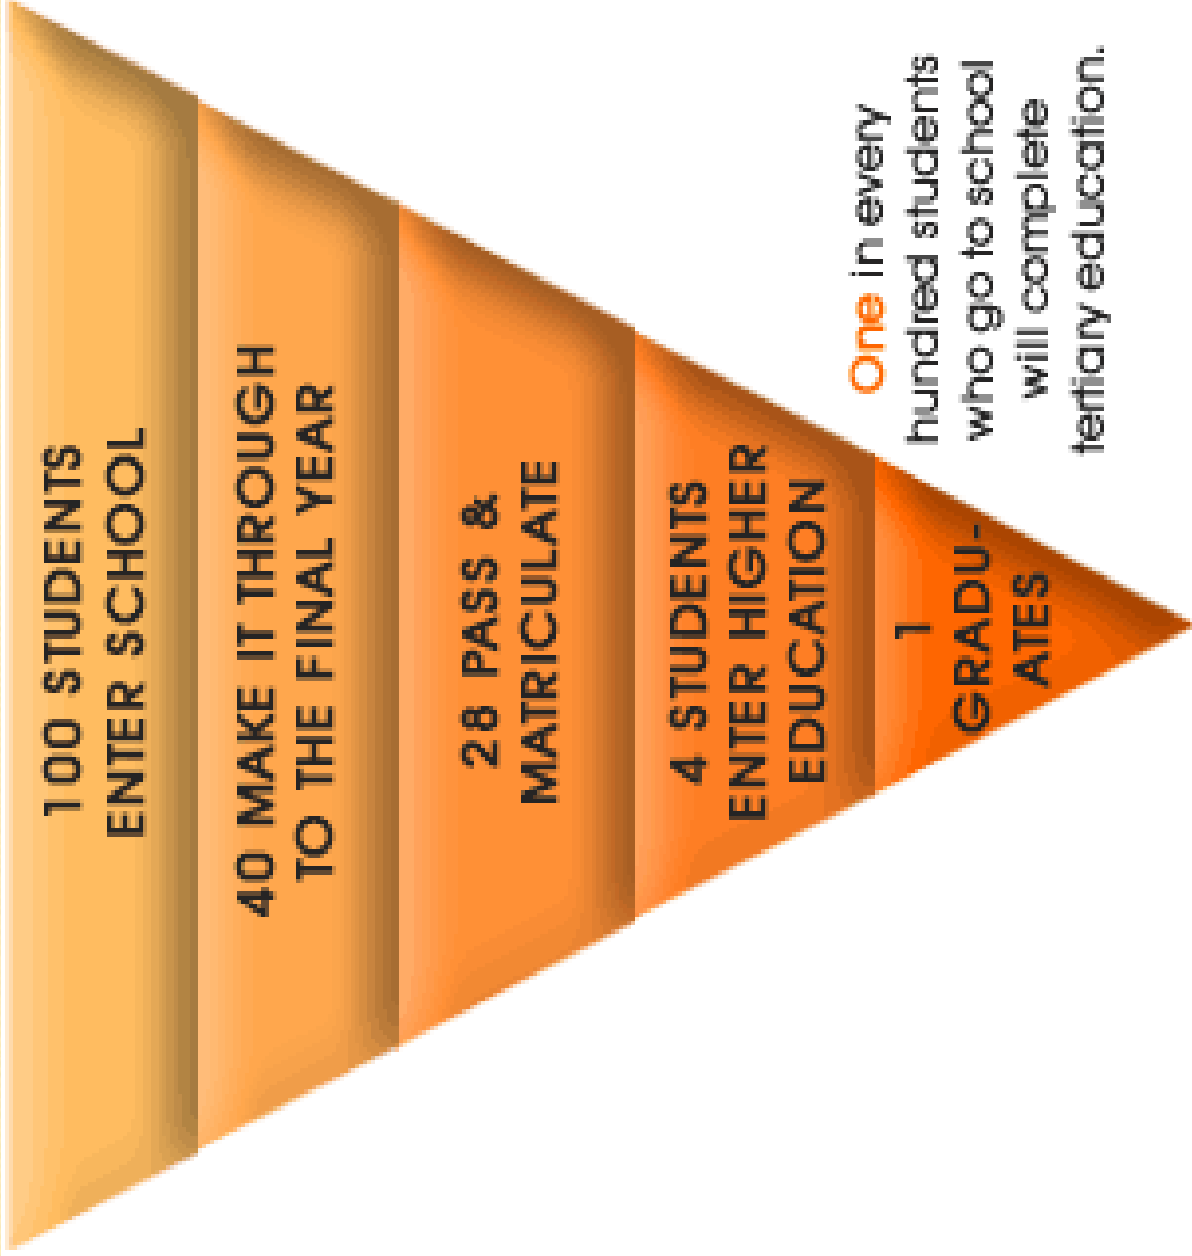 100 STUDENTS
ENTER SCHOOL
40 MAKE IT THROUGH
TO THE FINAL YEAR
28 PASS &
MATRICULATE
4 STUDENTS
ENTER HIGHER
EDUCATION
1
GRADU-
ATES
One in every
hundred students
who go to school
will complete
tertiary education.